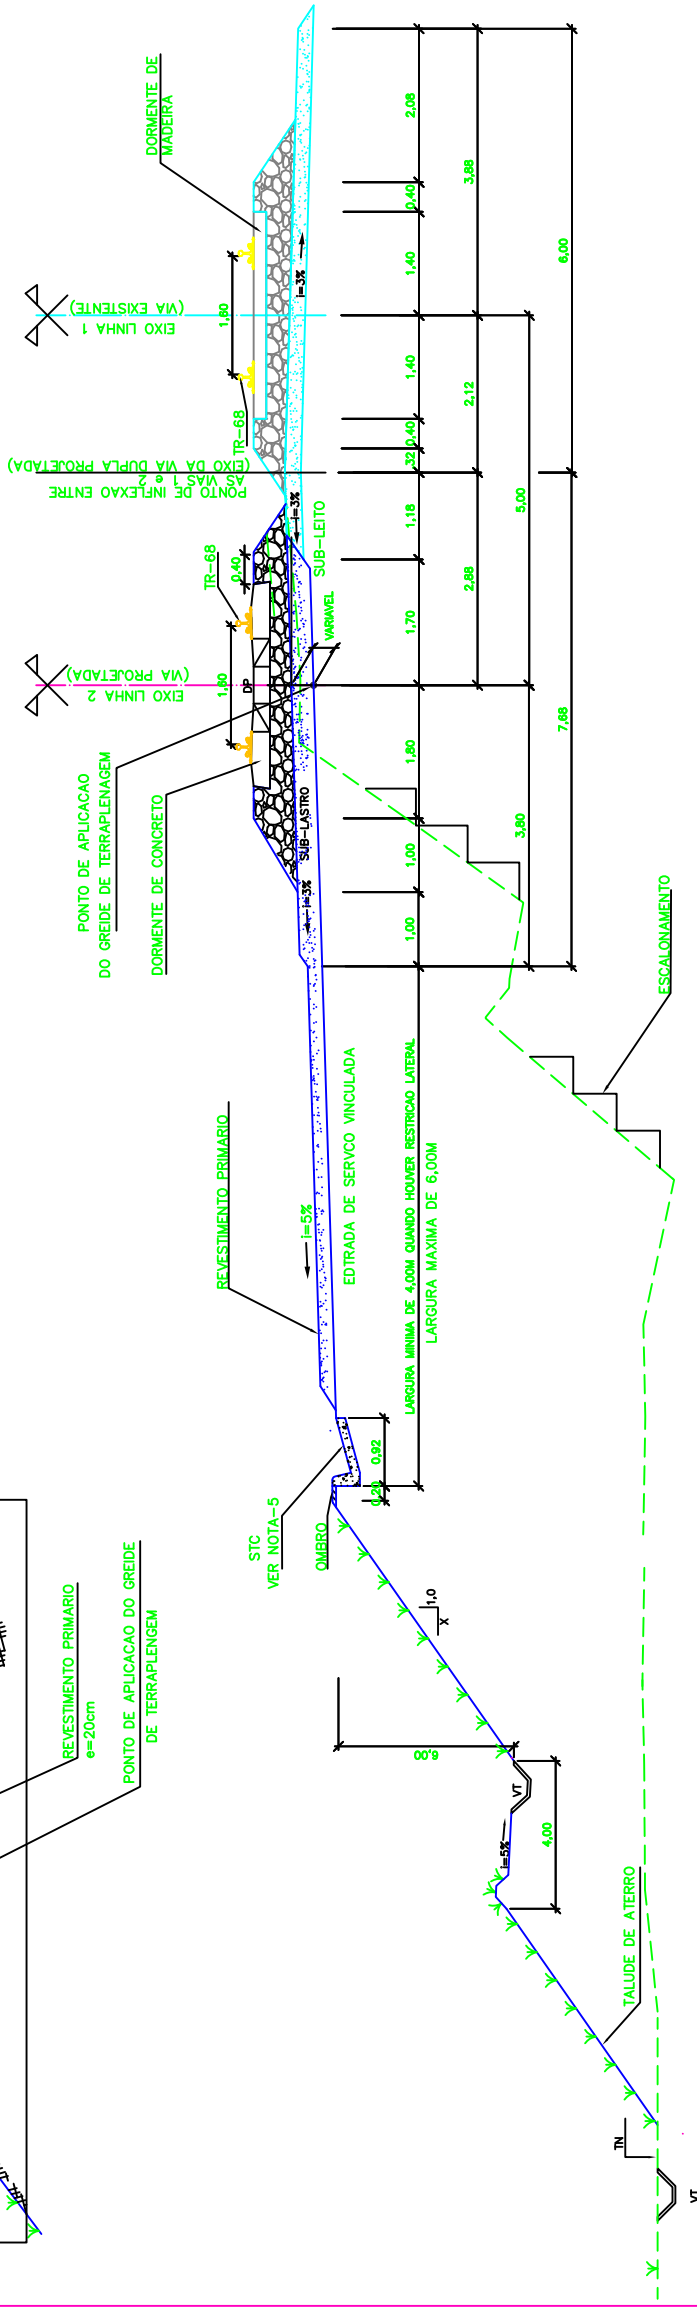 DORMENTE DE
MADEIRA
EIXO LINHA 1
(VIA EXISTENTE)
1,60
TR-68
i=3%
PONTO DE INFLEXAO ENTRE
AS VIAS 1 e 2
(EIXO DA VIA DUPLA PROJETADA)
i=3%
SUB-LEITO
TR-68
0,40
EIXO LINHA 2
(VIA PROJETADA)
1,60
DP
VARIAVEL
PONTO DE APLICACAO
DO GREIDE DE TERRAPLENAGEM
DORMENTE DE CONCRETO
SUB-LASTRO
i=3%
2,08
0,40
1,40
1,40
0,40
,32
1,18
1,70
1,80
1,00
1,00
3,88
2,12
2,88
5,00
3,80
6,00
7,68
ESCALONAMENTO
REVESTIMENTO PRIMARIO
i=5%
EDTRADA DE SERVCO VINCULADA
LARGURA MINIMA DE 4,00M QUANDO HOUVER RESTRICAO LATERAL
LARGURA MAXIMA DE 6,00M
0,92
0,20
STC
VER NOTA-5
OMBRO
1,0
X
6,00
VT
i=5%
4,00
TALUDE DE ATERRO
TN
VT
REVESTIMENTO PRIMARIO
e=20cm
PONTO DE APLICACAO DO GREIDE
DE TERRAPLENGEM